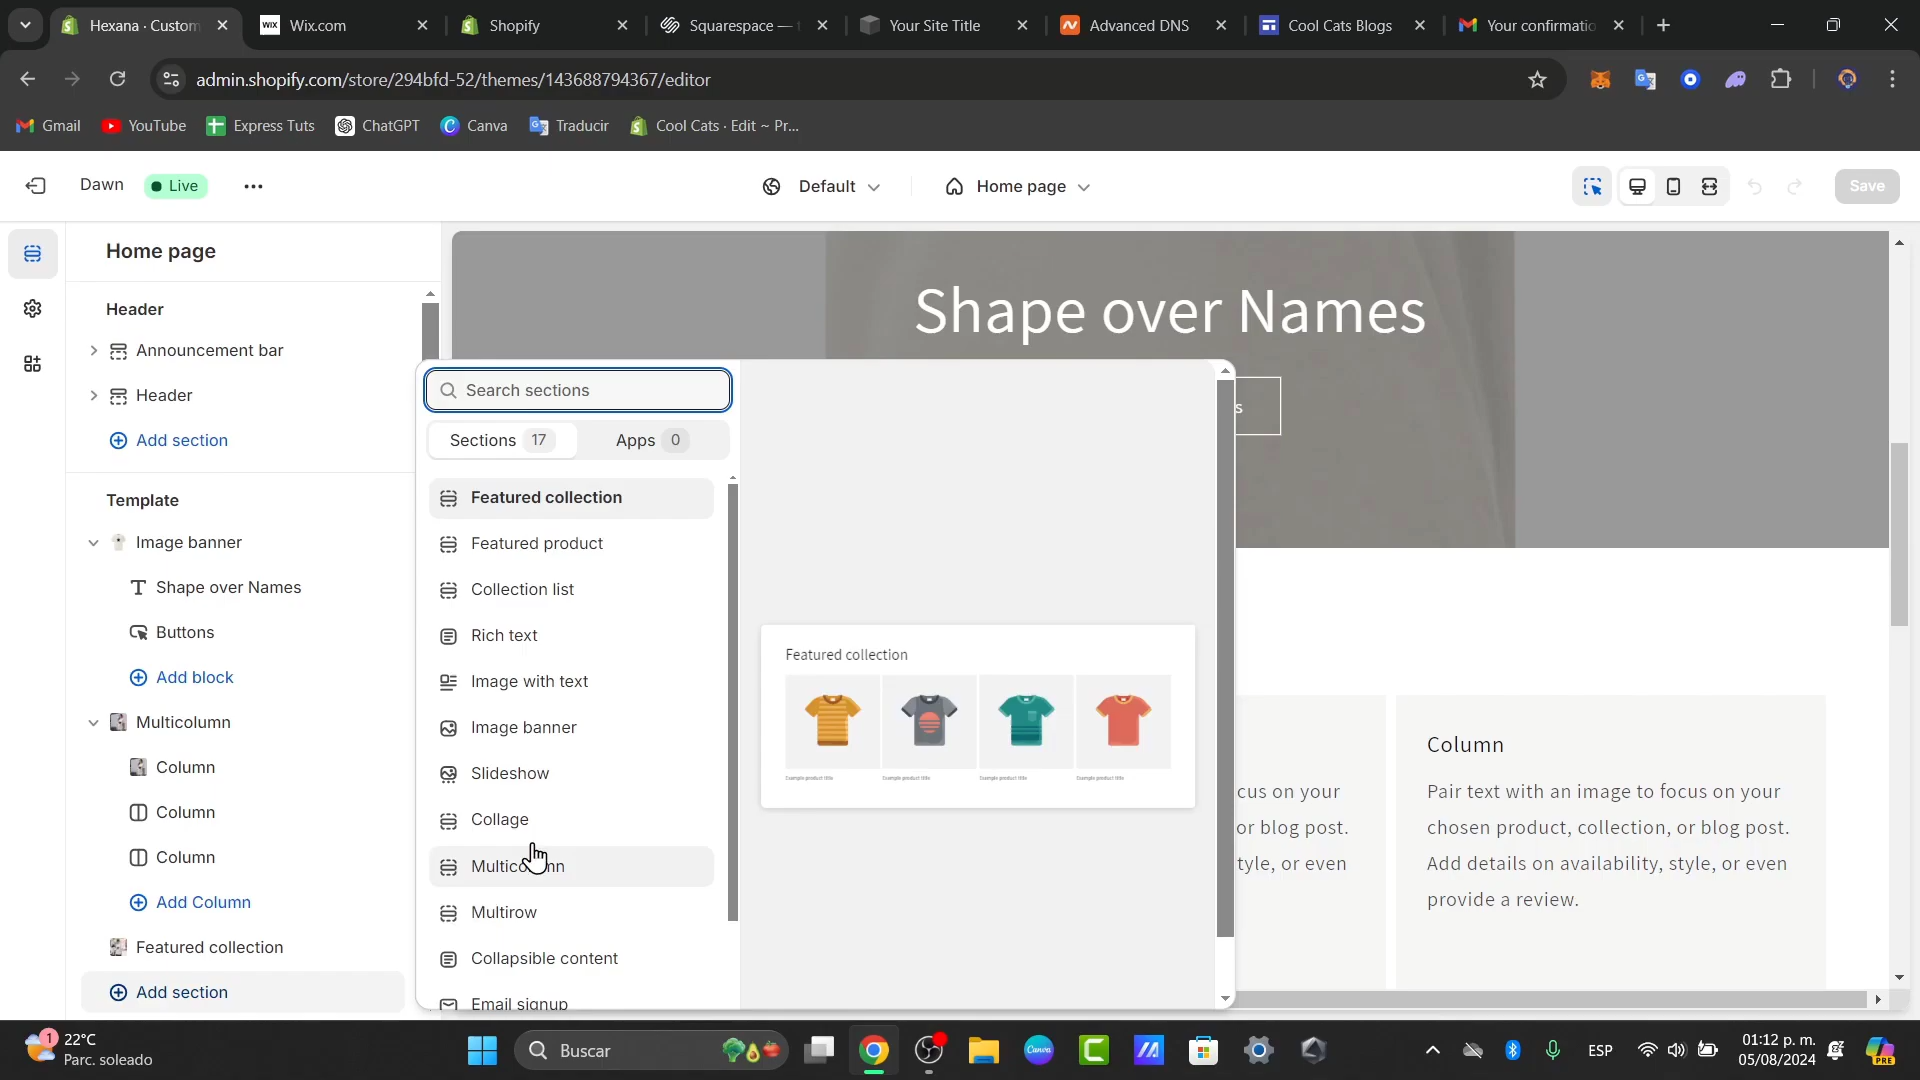 Hexana · Custom
Wix.com
Shopify
Squarespace —
Your Site Title
Advanced DNS
Cool Cats Blogs
Your confirmatio
admin.shopify.com/store/294bfd-52/themes/143688794367/editor
Gmail
YouTube
Express Tuts
ChatGPT
Canva
Traducir
Cool Cats · Edit ~ Pr...
Dawn
Live
Default
Home page
Save
Home page
Header
Announcement bar
Header
Add section
Template
Image banner
Shape over Names
Buttons
Add block
Multicolumn
Column
Column
Column
Add Column
Featured collection
Add section
Search sections
Sections 17
Apps 0
Featured collection
Featured product
Collection list
Rich text
Image with text
Image banner
Slideshow
Collage
Multicolumn
Multirow
Collapsible content
Email signup
Featured collection
Example product title
Example product title
Example product title
Example product title
Shape over Names
s
cus on your
or blog post.
tyle, or even
Column
Pair text with an image to focus on your
chosen product, collection, or blog post.
Add details on availability, style, or even
provide a review.
1
22°C
Parc. soleado
Buscar
Canva
ESP
01:12 p. m.
05/08/2024
PRE